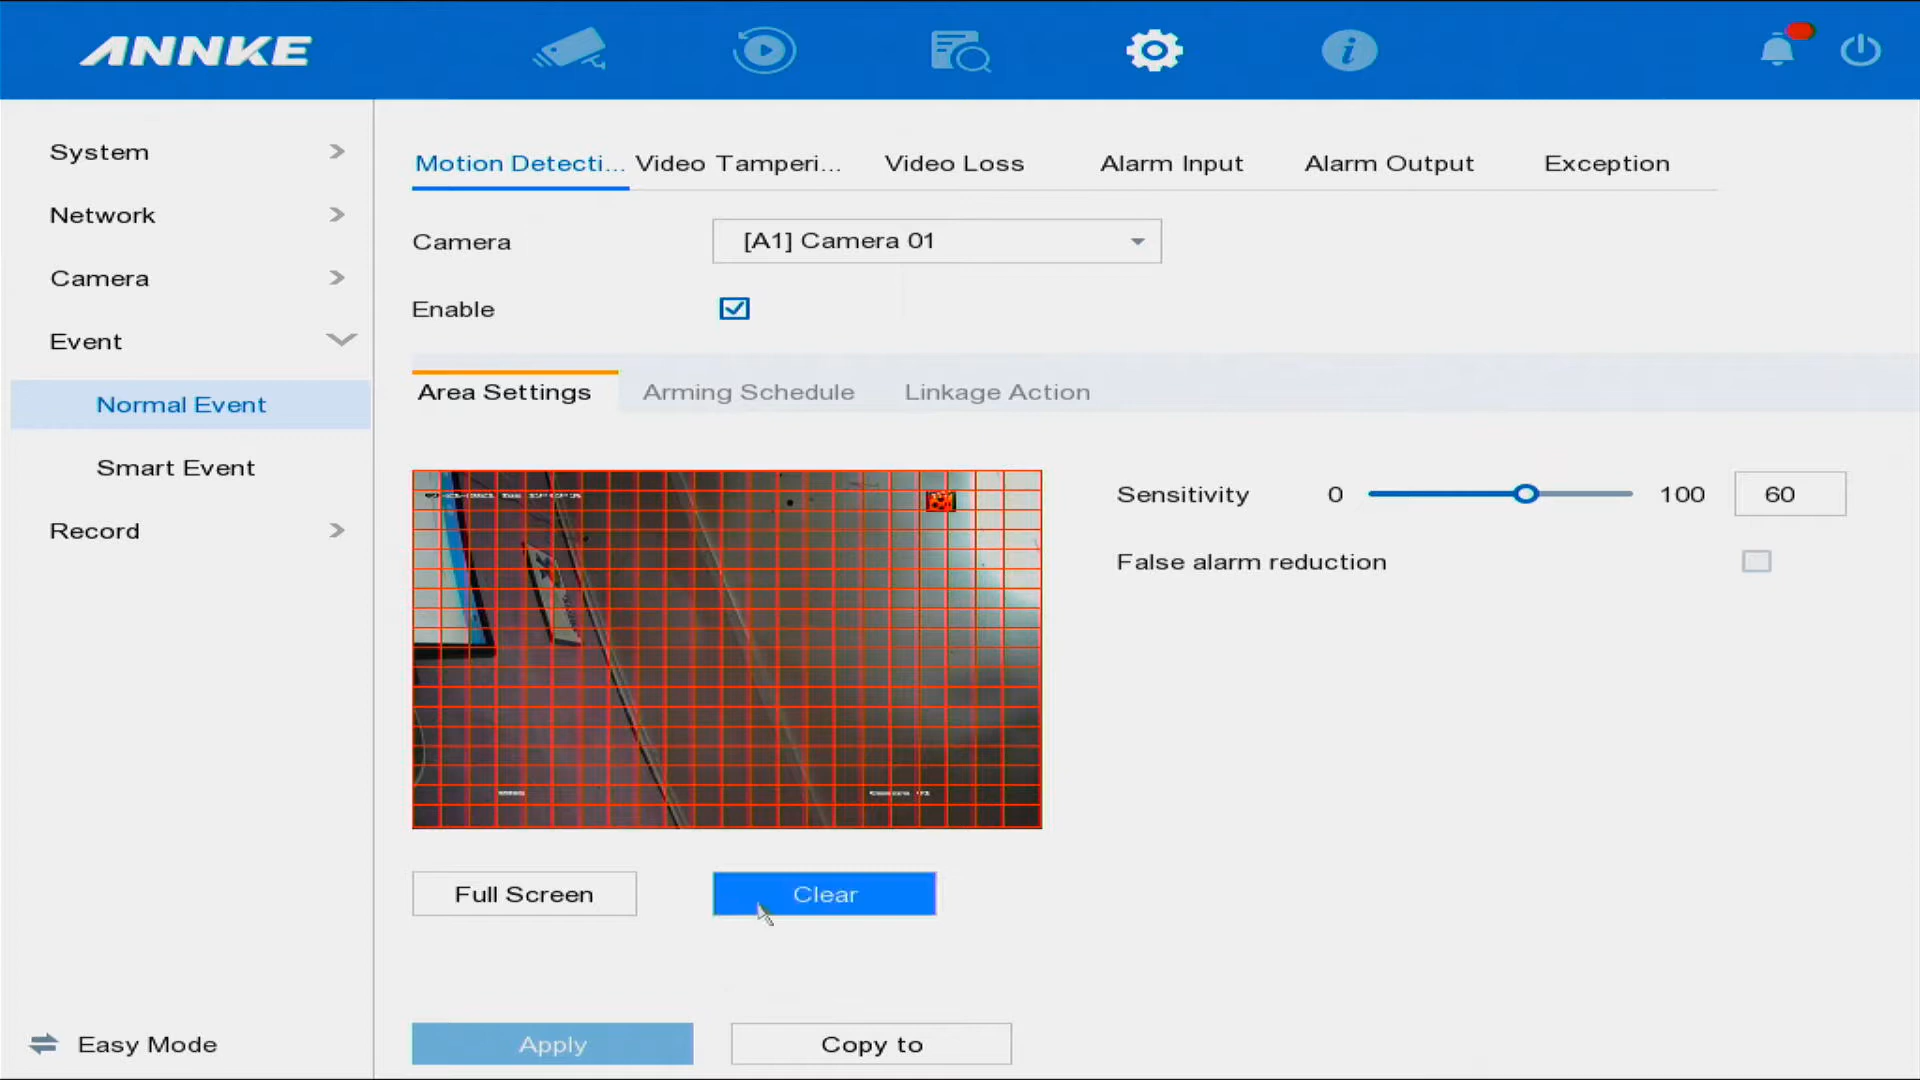 ANNKE
System
Network
Camera
Event
Normal Event
Smart Event
Record
Easy Mode
Motion Detecti... Video Tamperi... Video Loss Alarm Input Alarm Output Exception
Camera [A1] Camera 01
Enable
Area Settings Arming Schedule Linkage Action
Sensitivity 0 100 60
False alarm reduction
Camera 01
Full Screen Clear
Apply Copy to